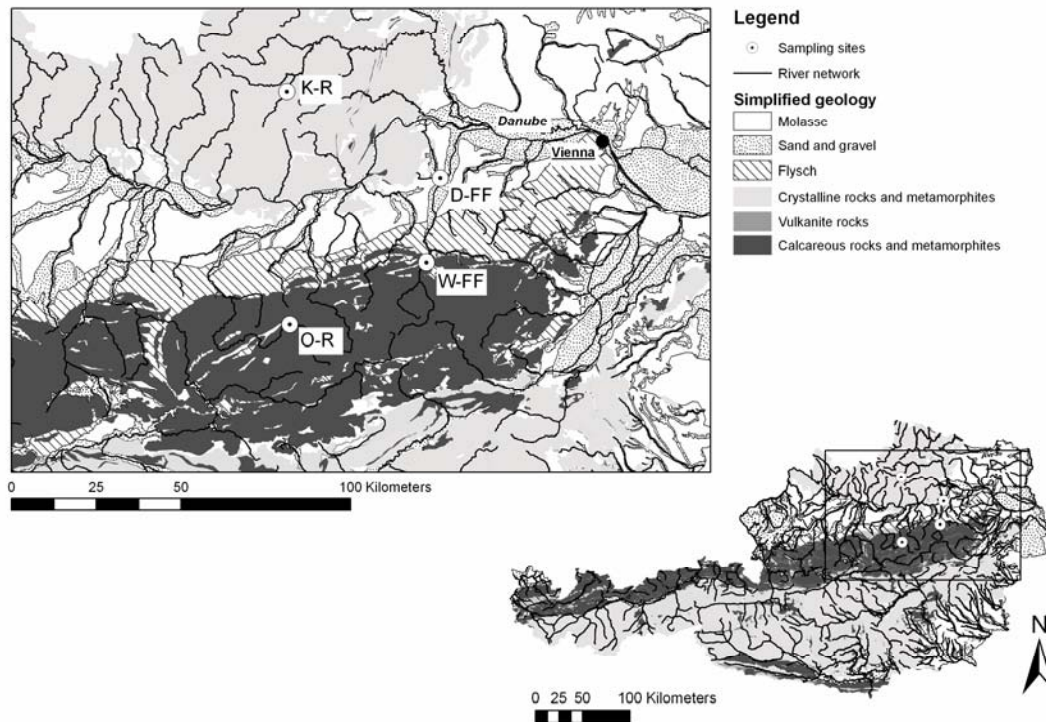 Legend
Sampling sites
River network
Simplified geology
Molasse
Sand and gravel
Flysch
Crystalline rocks and metamorphites
Vulkanite rocks
Calcareous rocks and metamorphites
K-R
Danube
Vienna
D-FF
W-FF
O-R
0 25 50 100 Kilometers
N
0 25 50 100 Kilometers